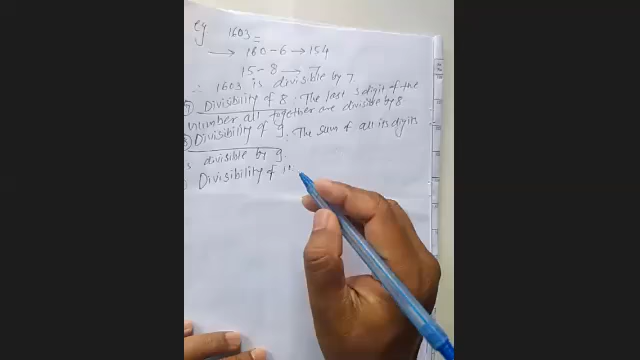 eg 1603 =
→ 160 - 6 → 154
15 - 8 → 7
∴ 1603 is divisible by 7
Divisibility of 8. The last 3 digit of the
number all together are divisible by 8
Divisibility of 9. The sum of all its digits
is divisible by 9.
Divisibility of